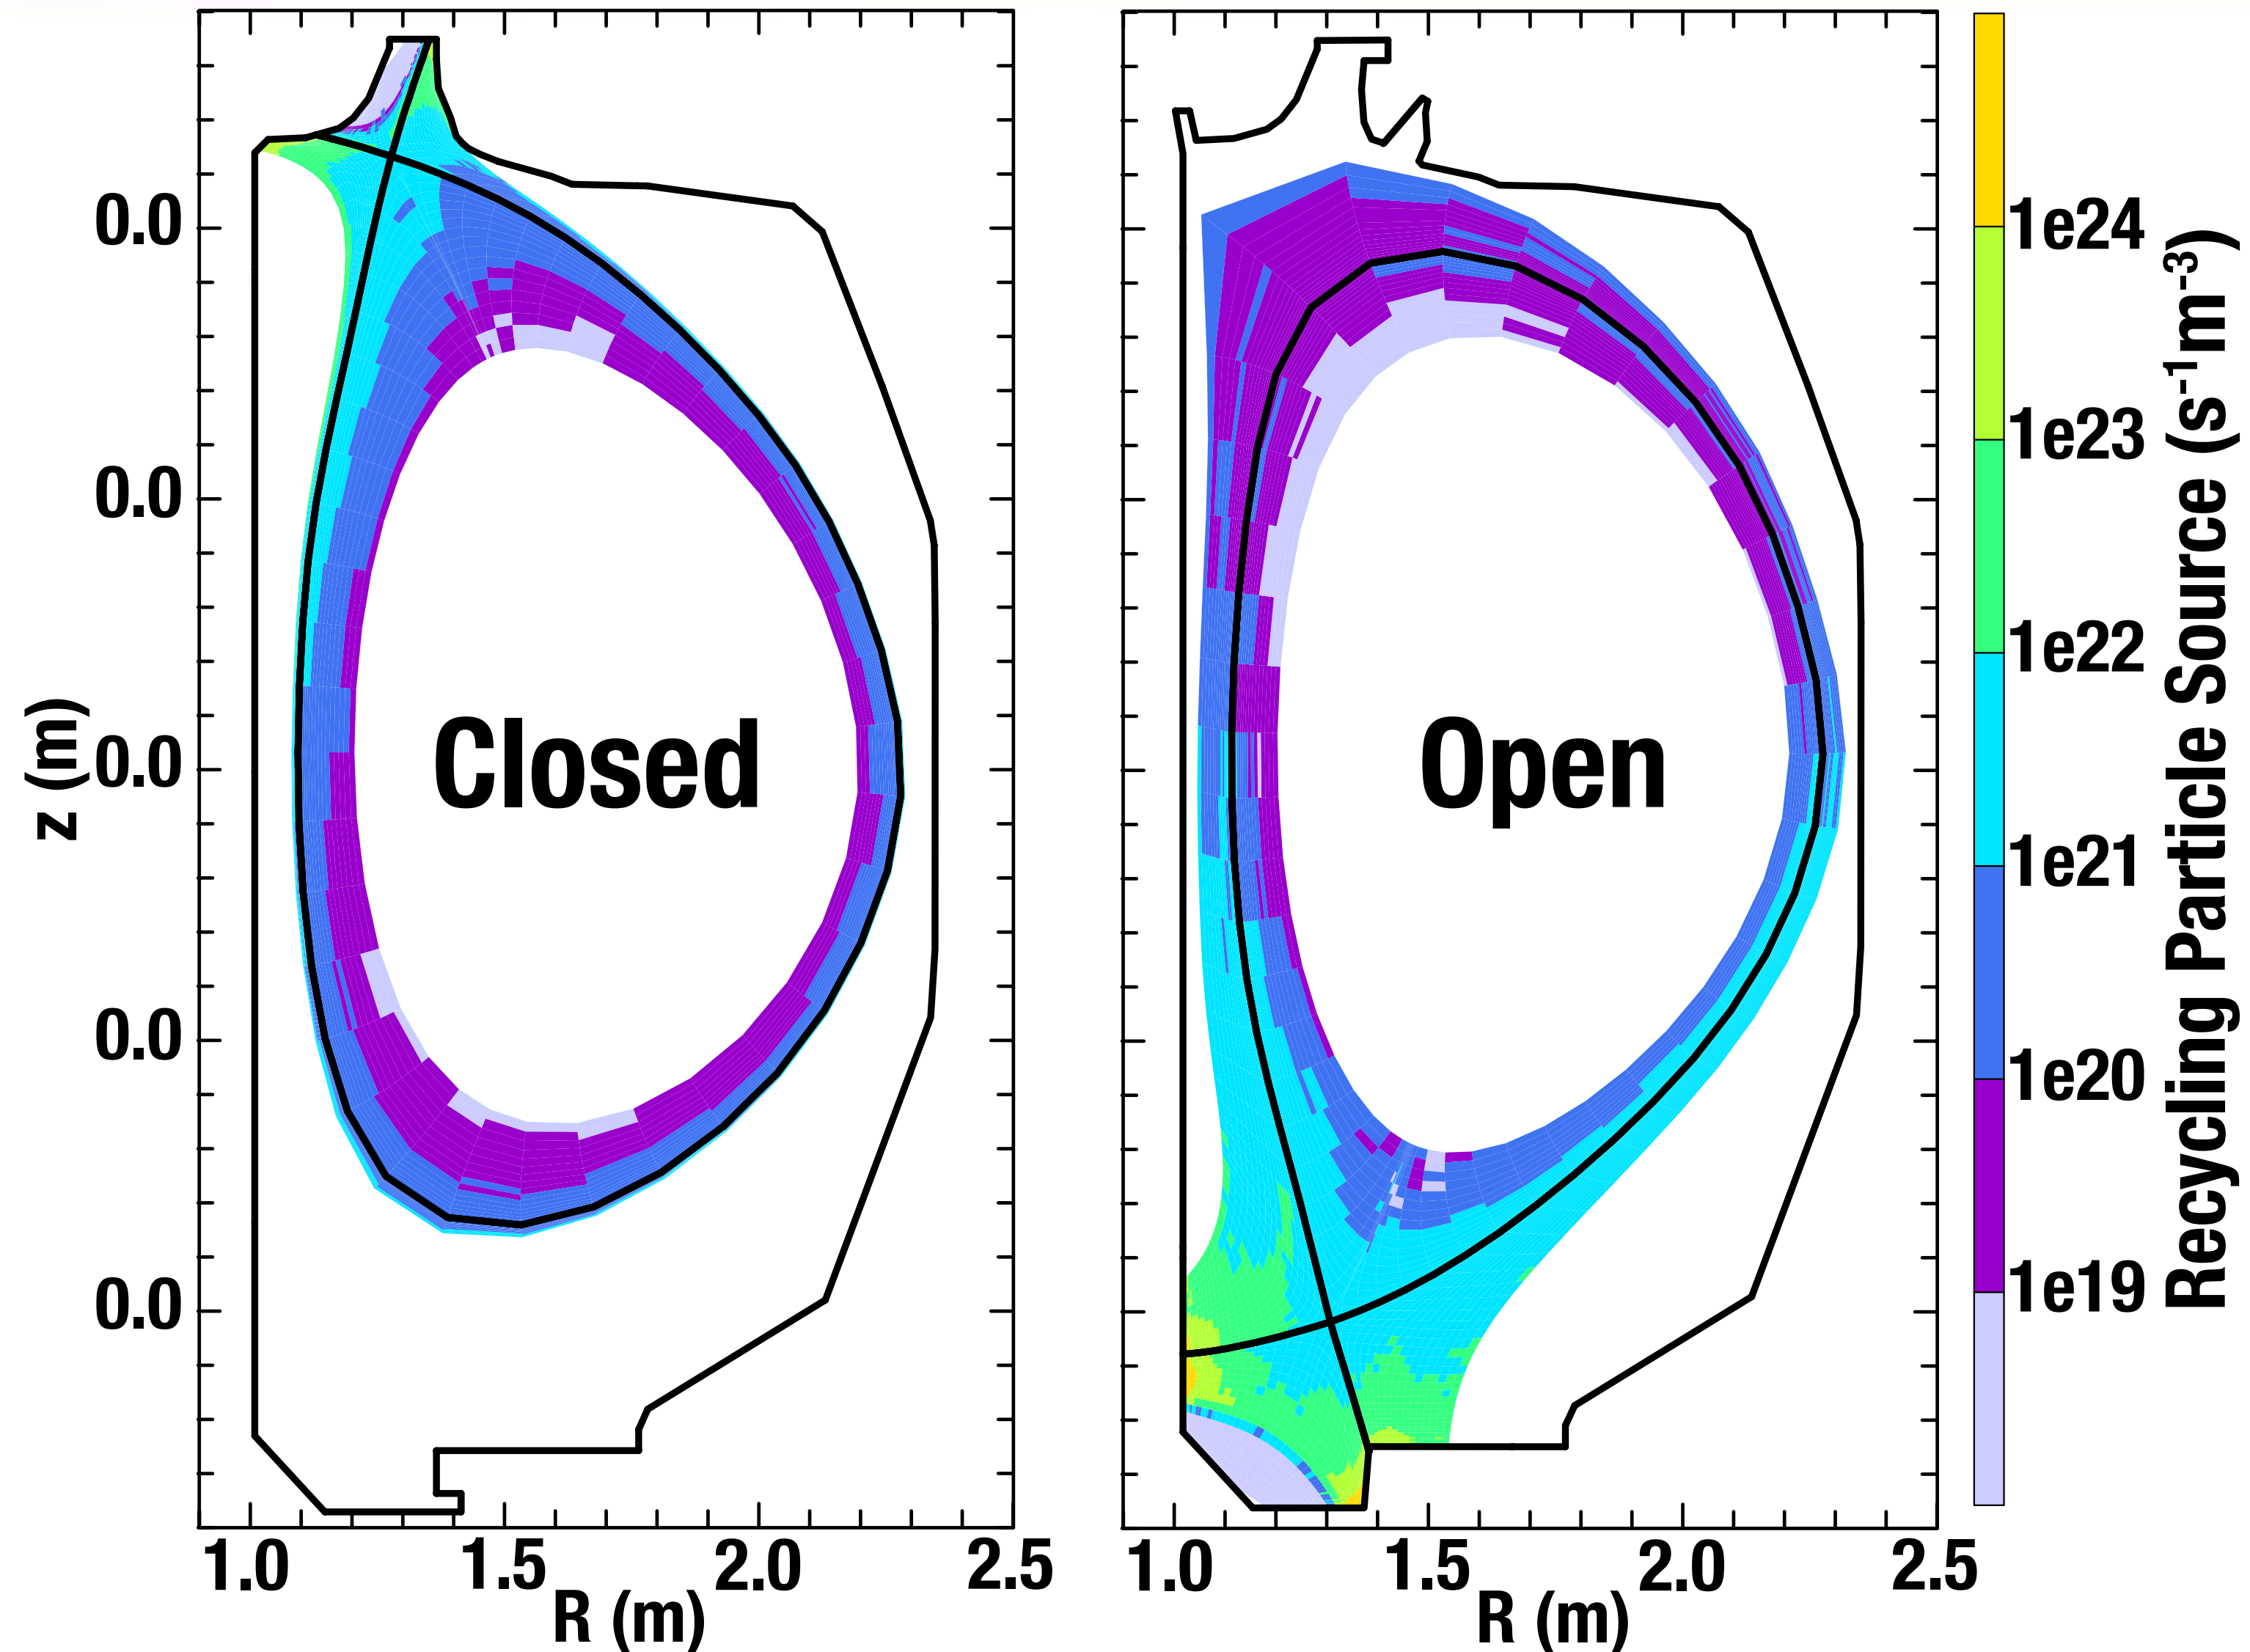 z (m)
0.0
0.0
0.0
0.0
0.0
Closed
1.0 1.5 2.0 2.5
R (m)
Open
1.0 1.5 2.0 2.5
R (m)
1e24
1e23
1e22
1e21
1e20
1e19
Recycling Particle Source (s⁻¹m⁻³)